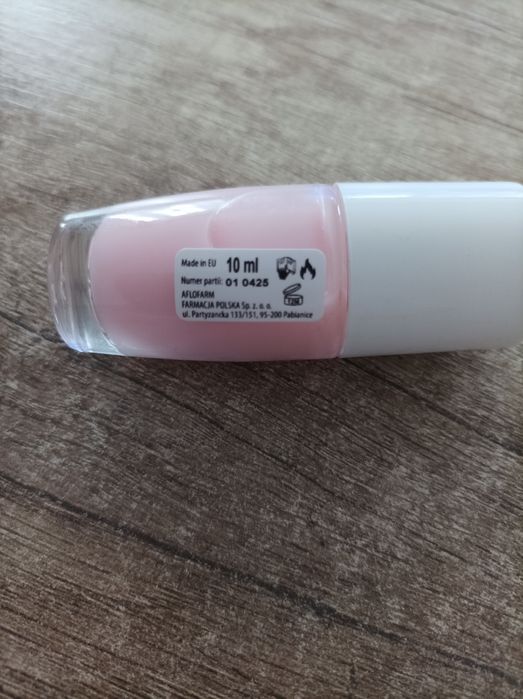 Made in EU 10 ml
Numer partii: 01 0425
AFLOFARM
FARMACJA POLSKA Sp. z. o. o.
ul. Partyzancka 133/151, 95-200 Pabianice